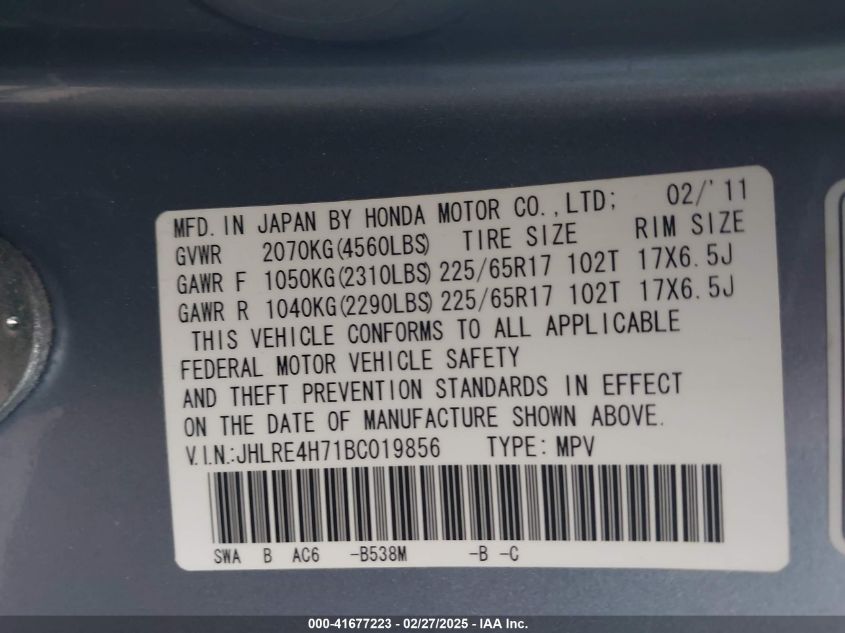 MFD. IN JAPAN BY HONDA MOTOR CO., LTD; 02/'11
GVWR 2070KG(4560LBS) TIRE SIZE RIM SIZE
GAWR F 1050KG(2310LBS) 225/65R17 102T 17X6.5J
GAWR R 1040KG(2290LBS) 225/65R17 102T 17X6.5J
THIS VEHICLE CONFORMS TO ALL APPLICABLE
FEDERAL MOTOR VEHICLE SAFETY
AND THEFT PREVENTION STANDARDS IN EFFECT
ON THE DATE OF MANUFACTURE SHOWN ABOVE.
V.I.N.:JHLRE4H71BC019856 TYPE: MPV
SWA B AC6 -B538M -B -C
000-41677223 - 02/27/2025 - IAAI Inc.